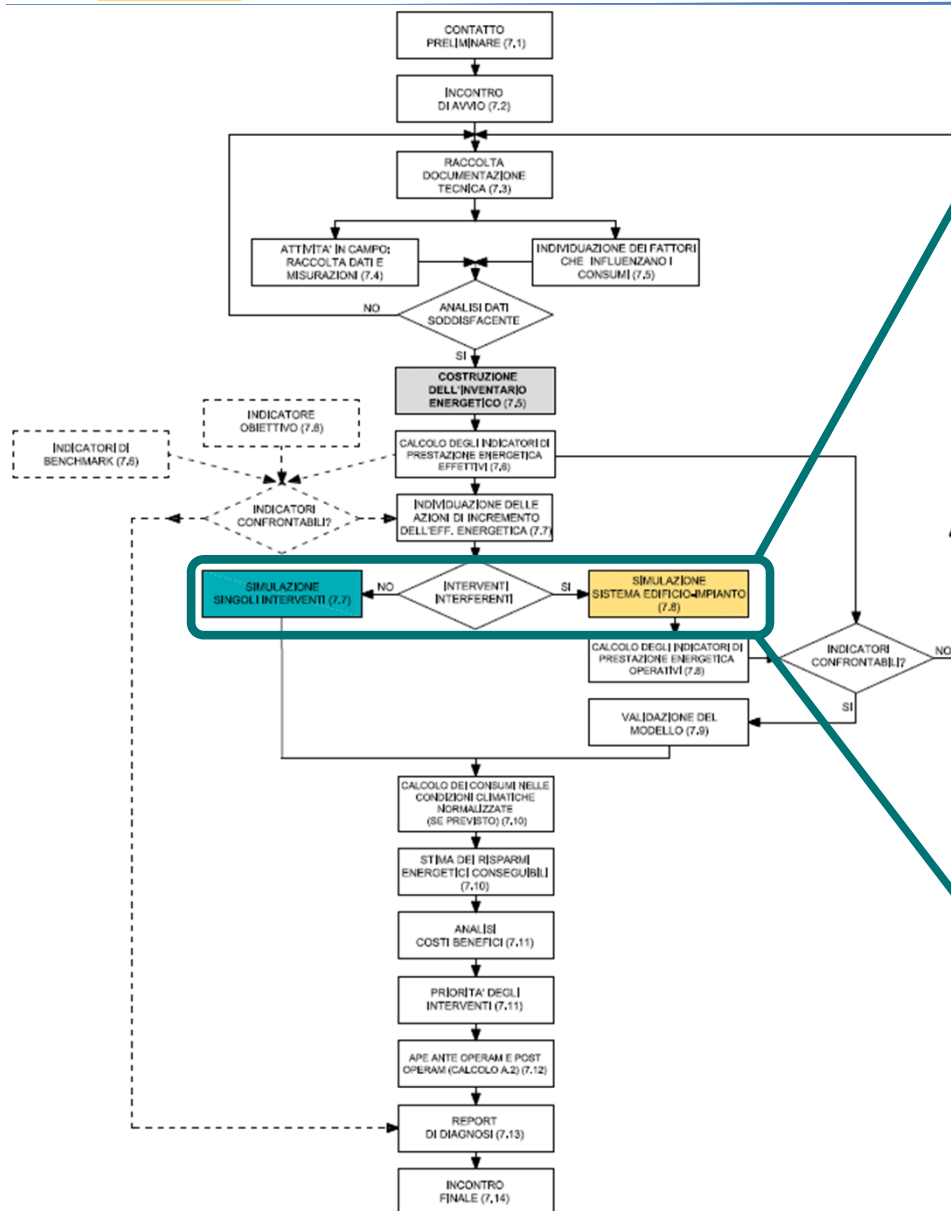 CONTATTO
PRELIMINARE (7.1)
INCONTRO
DI AVVIO (7.2)
RACCOLTA
DOCUMENTAZIONE
TECNICA (7.3)
ATTIVITA' IN CAMPO:
RACCOLTA DATI E
MISURAZIONI (7.4)
INDIVIDUAZIONE DEI FATTORI
CHE INFLUENZANO I
CONSUMI (7.5)
NO
ANALISI DATI
SODDISFACENTE
SI
COSTRUZIONE
DELL'INVENTARIO
ENERGETICO (7.5)
INDICATORE
OBIETTIVO (7.6)
INDICATORI DI
BENCHMARK (7.6)
CALCOLO DEGLI INDICATORI DI
PRESTAZIONE ENERGETICA
EFFETTIVI (7.6)
INDICATORI
CONFRONTABILI?
INDIVIDUAZIONE DELLE
AZIONI DI INCREMENTO
DELL'EFF. ENERGETICA (7.7)
SIMULAZIONE
SINGOLI INTERVENTI (7.7)
NO
INTERVENTI
INTERFERENTI
SI
SIMULAZIONE
SISTEMA EDIFICIO-IMPIANTO
(7.8)
CALCOLO DEGLI INDICATORI DI
PRESTAZIONE ENERGETICA
OPERATIVI (7.8)
INDICATORI
CONFRONTABILI?
NO
SI
VALIDAZIONE DEL
MODELLO (7.9)
CALCOLO DEI CONSUMI NELLE
CONDIZIONI CLIMATICHE
NORMALIZZATE
(SE PREVISTO) (7.10)
STIMA DEI RISPARMI
ENERGETICI CONSEGUIBILI
(7.10)
ANALISI
COSTI BENEFICI (7.11)
PRIORITA' DEGLI
INTERVENTI (7.11)
APE ANTE OPERAM E POST
OPERAM (CALCOLO A.2) (7.12)
REPORT
DI DIAGNOSI (7.13)
INCONTRO
FINALE (7.14)